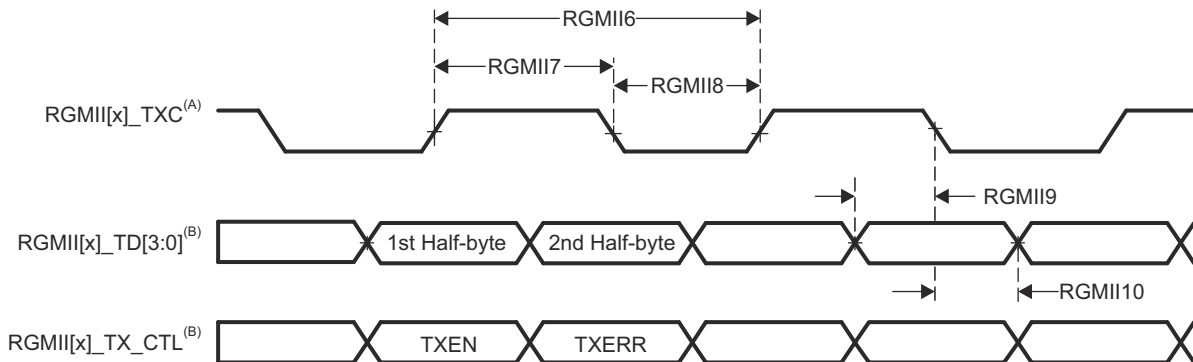 RGMII6
RGMII7
RGMII8
RGMII[x]_TXC(A)
RGMII9
RGMII[x]_TD[3:0](B)
1st Half-byte
2nd Half-byte
RGMII10
RGMII[x]_TX_CTL(B)
TXEN
TXERR